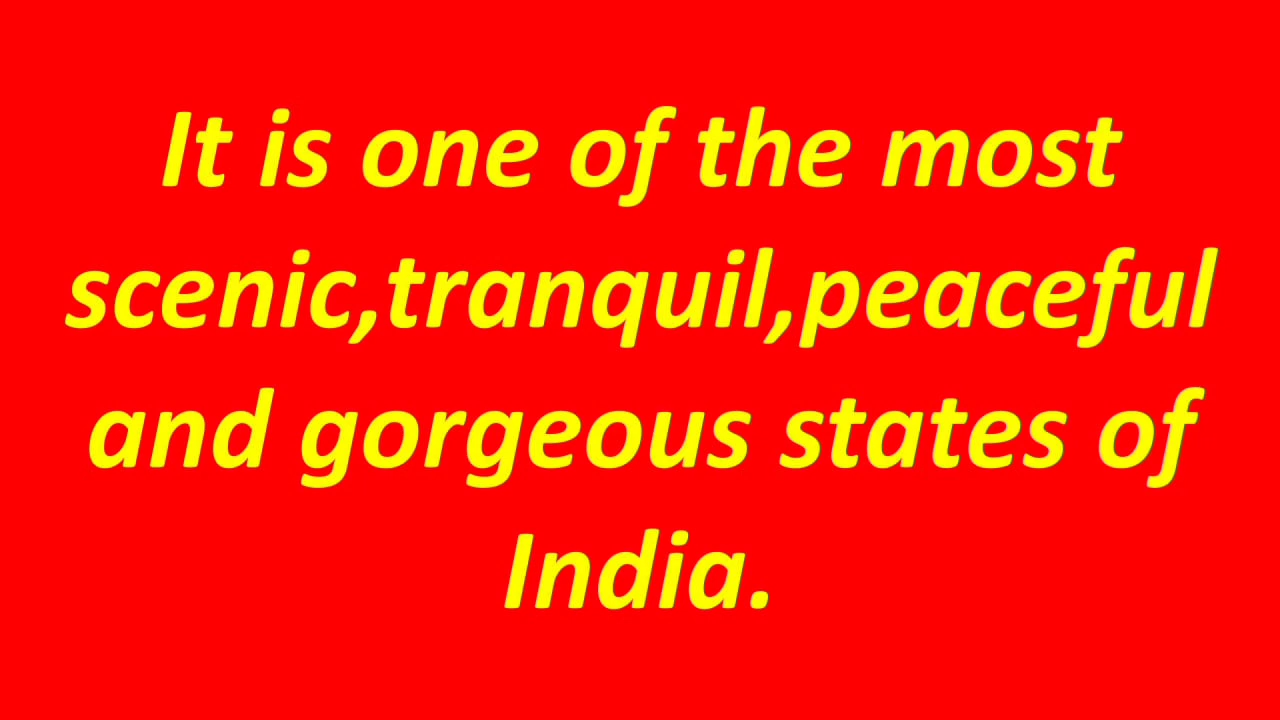 It is one of the most
scenic,tranquil,peaceful
and gorgeous states of
India.